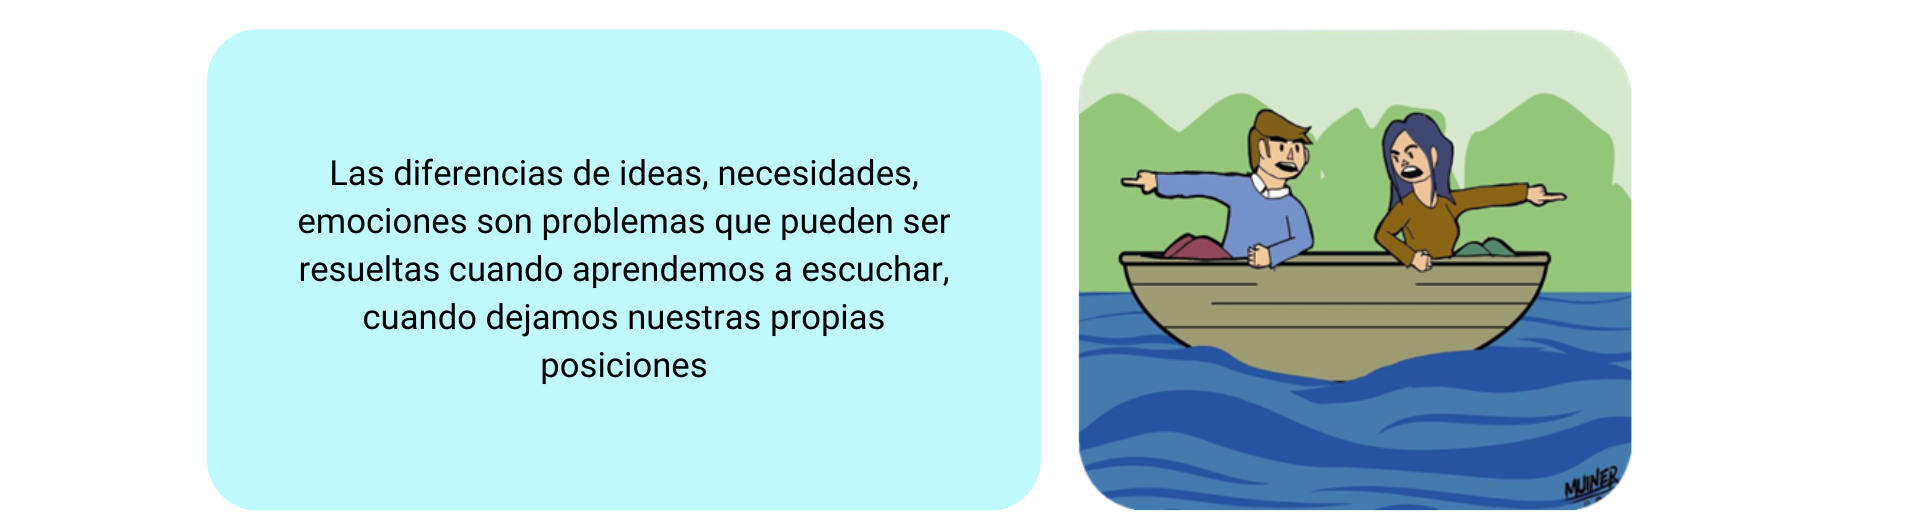 Las diferencias de ideas, necesidades,
emociones son problemas que pueden ser
resueltas cuando aprendemos a escuchar,
cuando dejamos nuestras propias
posiciones
MUINER